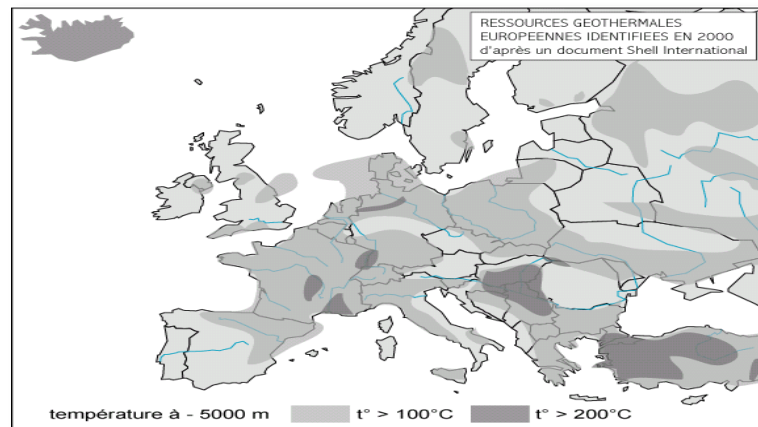 RESSOURCES GEOTHERMALES
EUROPEENNES IDENTIFIEES EN 2000
d'après un document Shell International
température à - 5000 m t° > 100°C t° > 200°C